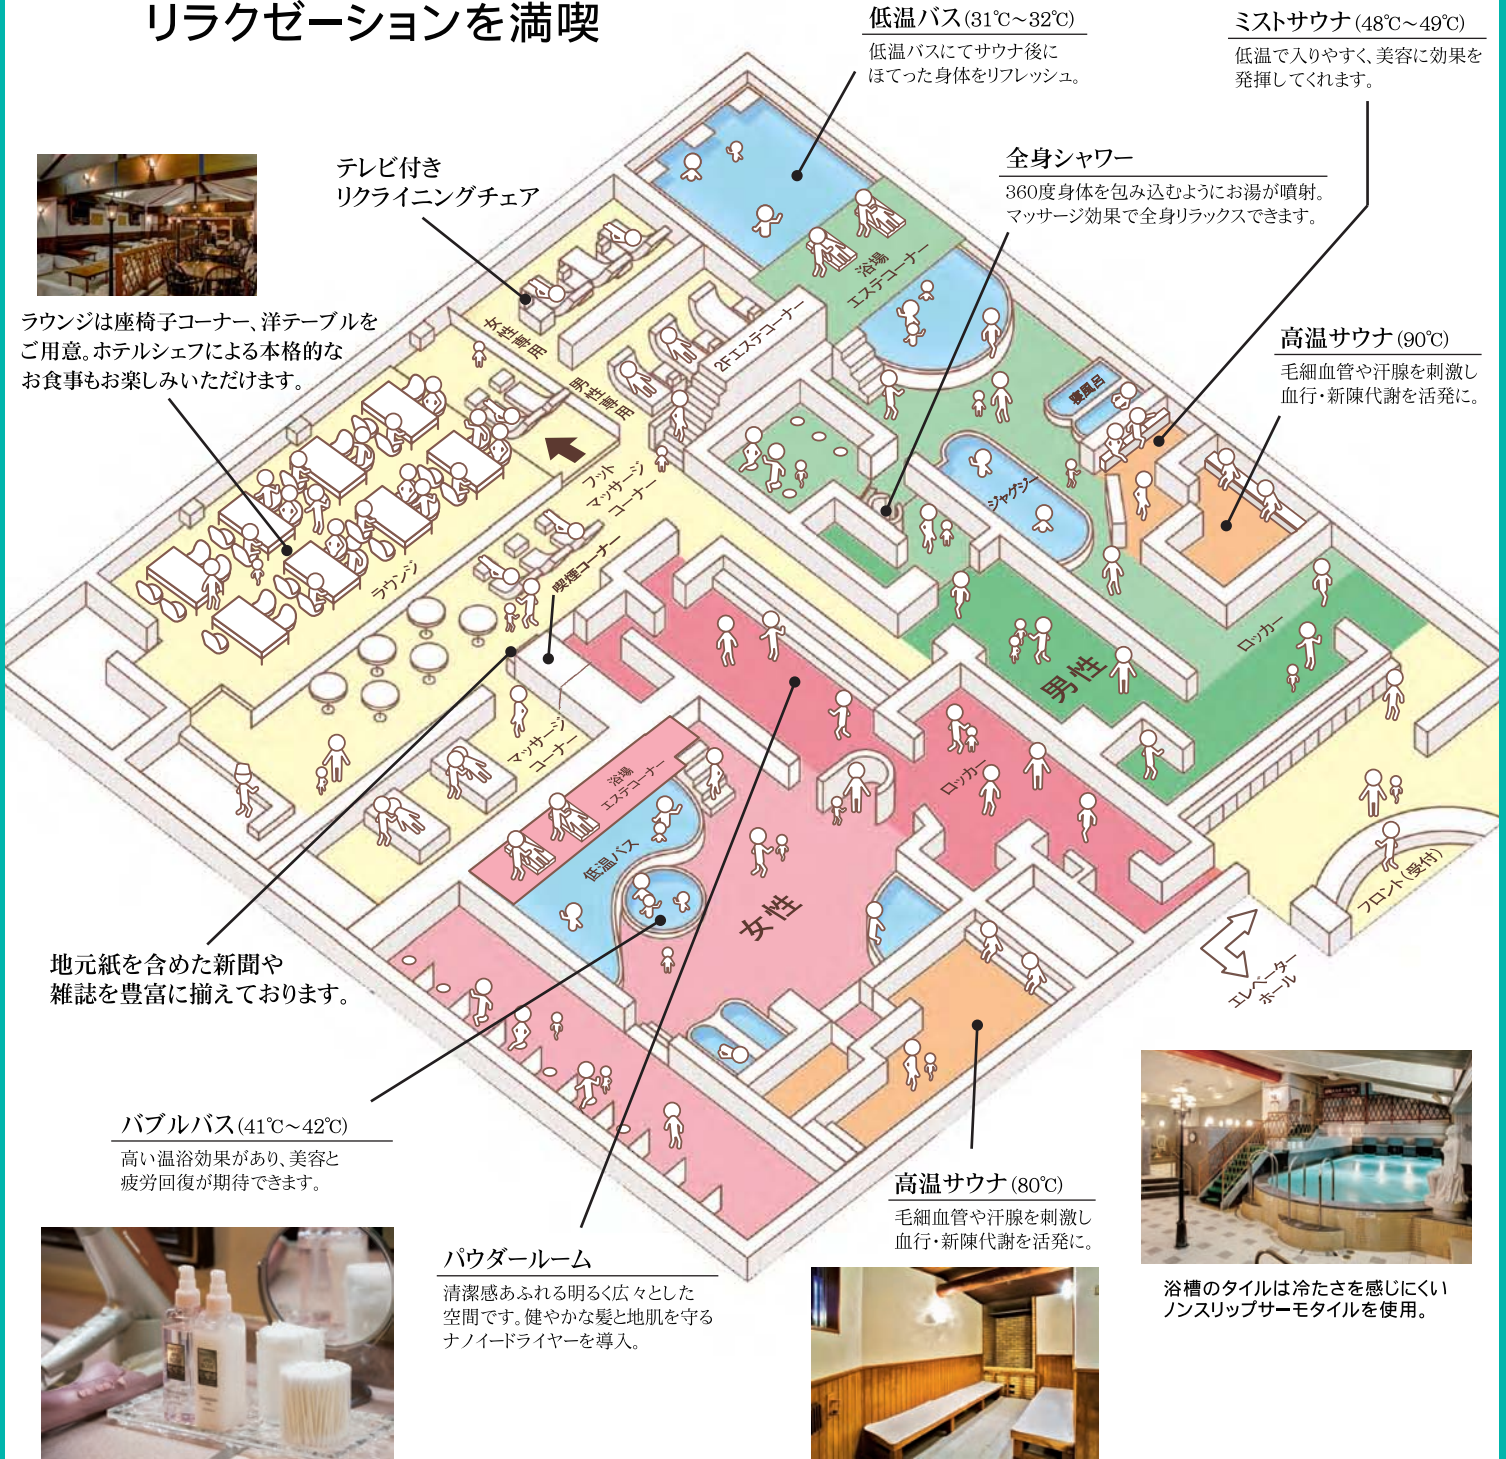 リラクゼーションを満喫
低温バス(31℃～32℃)
低温バスにてサウナ後に
ほてった身体をリフレッシュ。
ミストサウナ(48℃～49℃)
低温で入りやすく、美容に効果を
発揮してくれます。
テレビ付き
リクライニングチェア
全身シャワー
360度身体を包み込むようにお湯が噴射。
マッサージ効果で全身リラックスできます。
ラウンジは座椅子コーナー、洋テーブルを
ご用意。ホテルシェフによる本格的な
お食事もお楽しみいただけます。
高温サウナ(90℃)
毛細血管や汗腺を刺激し
血行・新陳代謝を活発に。
浴場
エステコーナー
2Fエステコーナー
女性専用
男性専用
寝風呂
ジャグジー
フット
マッサージ
コーナー
喫煙コーナー
ラウンジ
ロッカー
男性
マッサージ
コーナー
浴場
エステコーナー
ロッカー
低温バス
女性
フロント(受付)
エレベーター
ホール
地元紙を含めた新聞や
雑誌を豊富に揃えております。
バブルバス(41℃～42℃)
高い温浴効果があり、美容と
疲労回復が期待できます。
パウダールーム
清潔感あふれる明るく広々とした
空間です。健やかな髪と地肌を守る
ナノイードライヤーを導入。
高温サウナ(80℃)
毛細血管や汗腺を刺激し
血行・新陳代謝を活発に。
浴槽のタイルは冷たさを感じにくい
ノンスリップサーモタイルを使用。